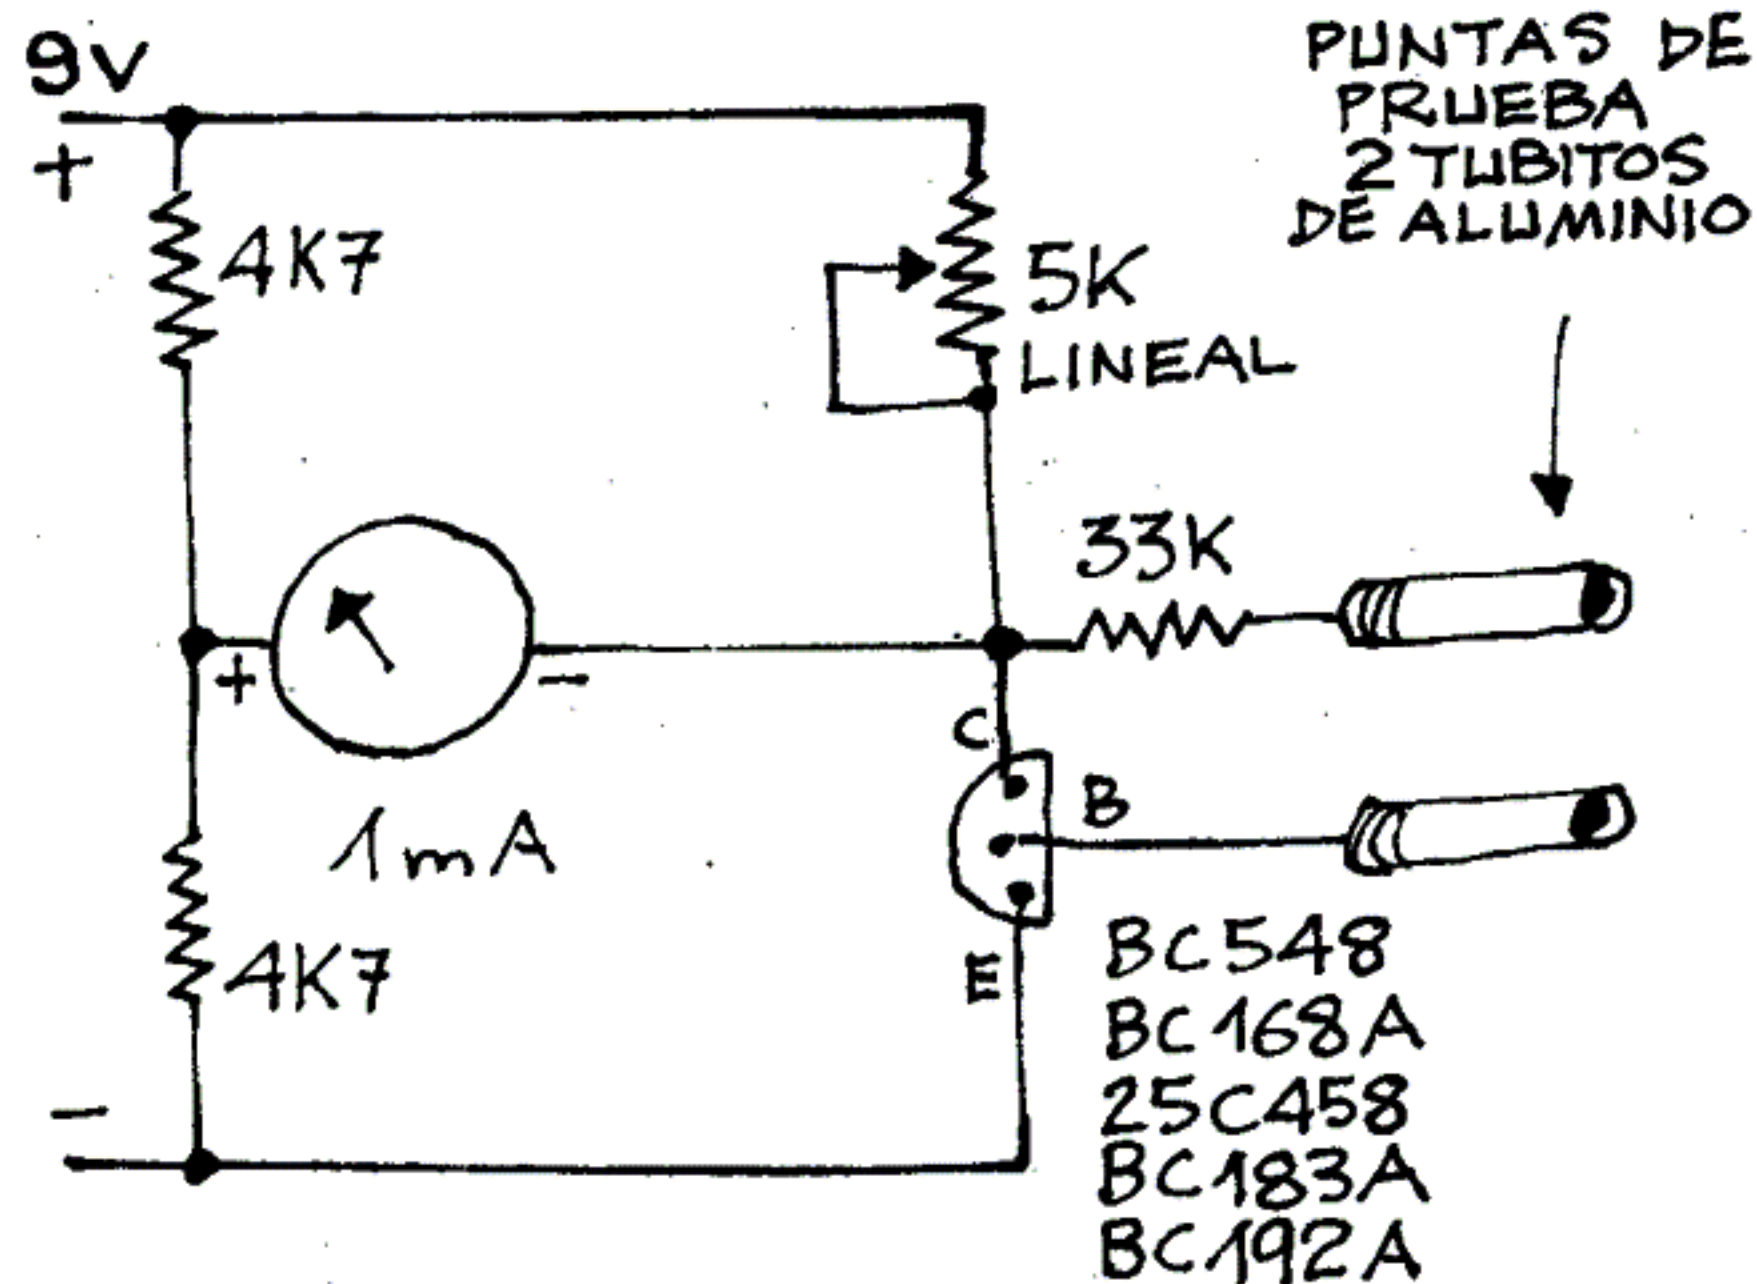 9V
+
4K7
5K
LINEAL
PUNTAS DE
PRUEBA
2 TUBITOS
DE ALUMINIO
33K
+
-
1mA
C
B
E
4K7
-
BC548
BC168A
25C458
BC183A
BC192A